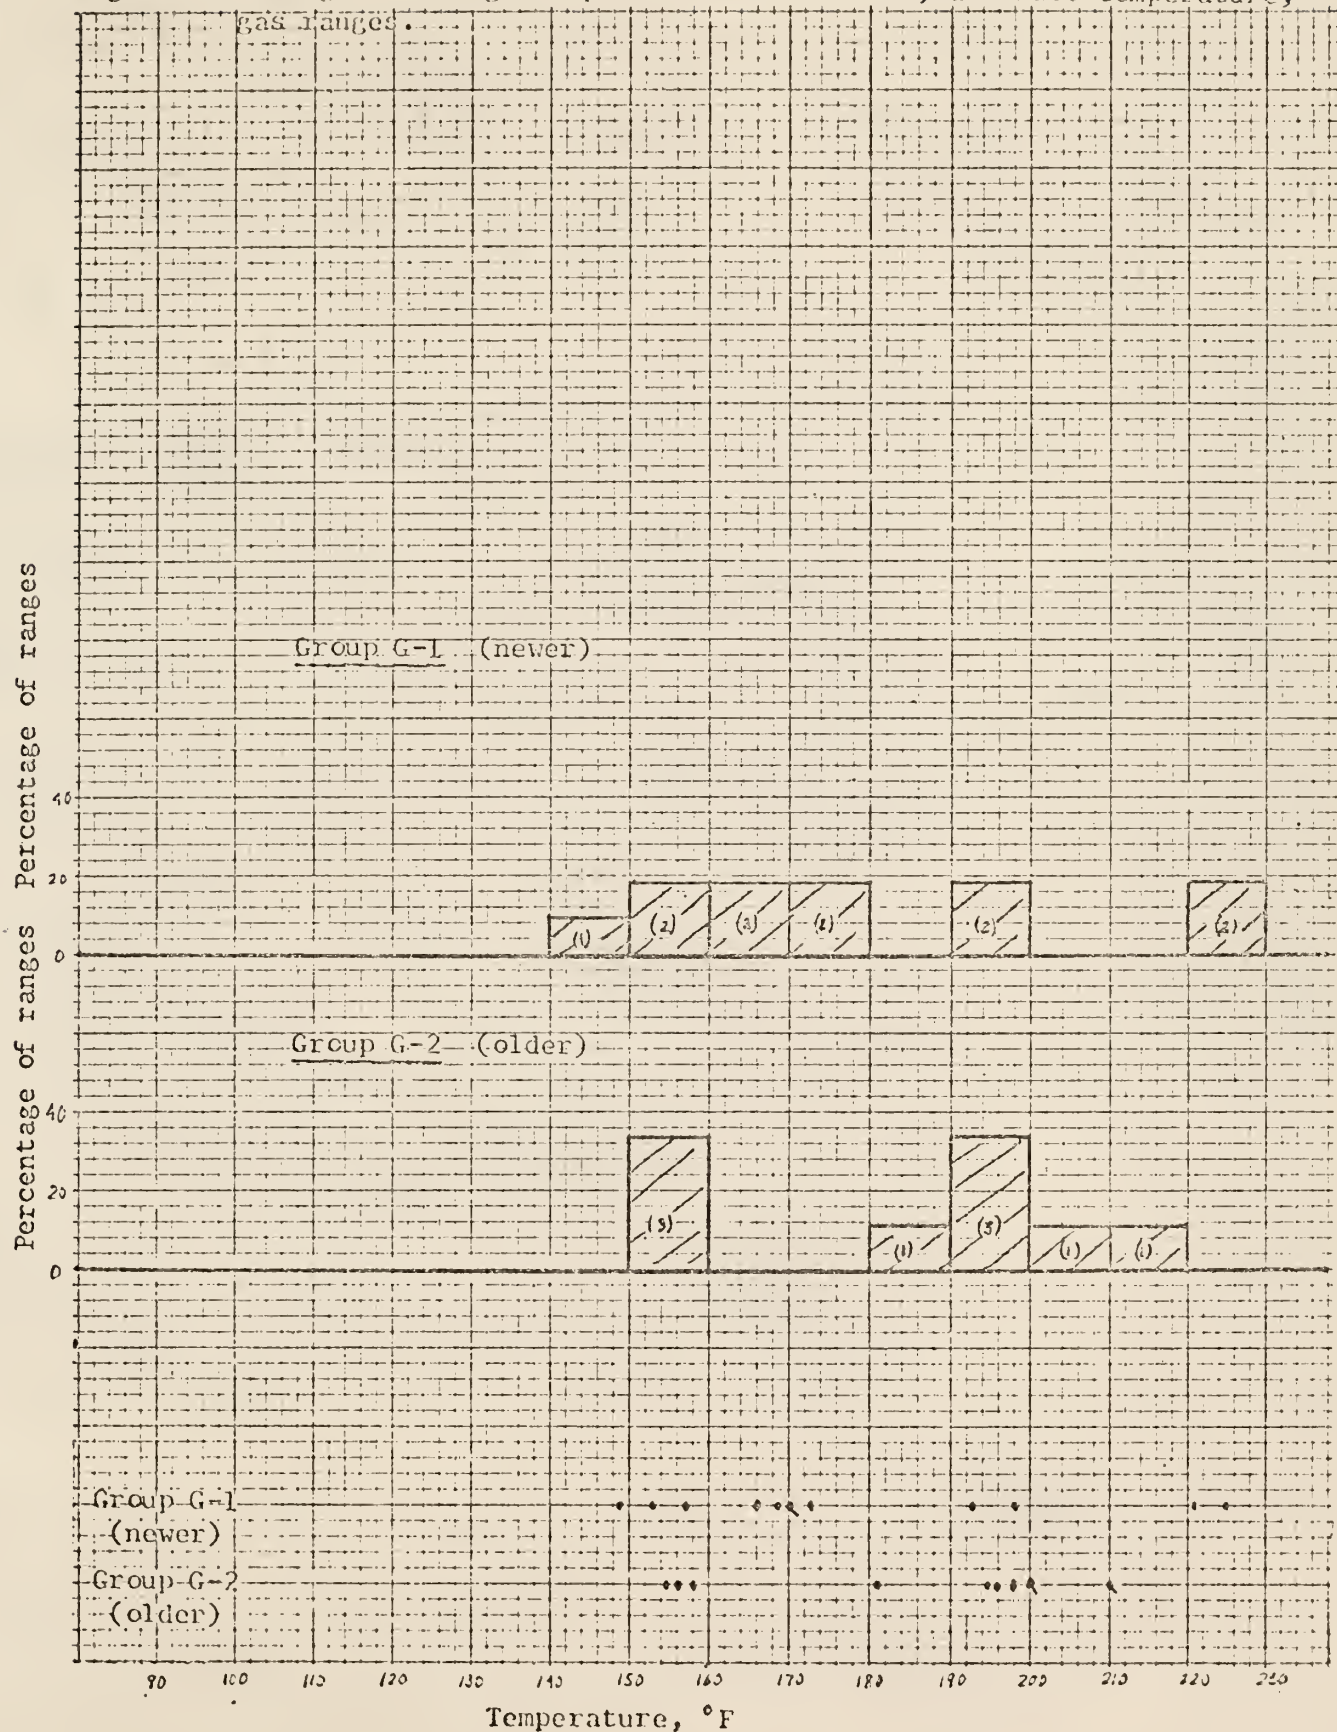 temperature,
gas ranges.
Percentage of ranges
Group G-1 (newer)
40
20
0
(1) (2) (2) (2)
Percentage of ranges
Group G-2 (older)
40
20
0
(3) (1) (3) (1) (1)
Group G-1
(newer)
Group G-2
(older)
90 100 110 120 130 140 150 160 170 180 190 200 210 220 230
Temperature, °F